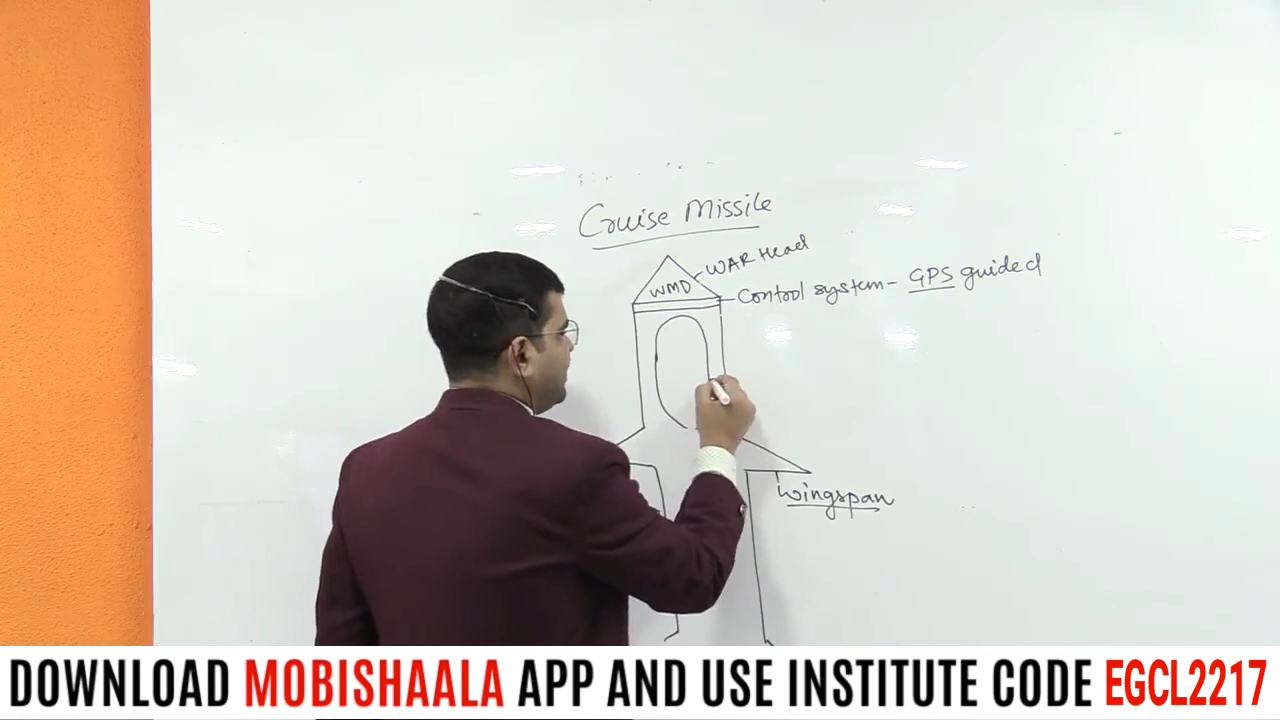 Cruise Missile
WAR Head
WMD
Control system - GPS guided
Wingspan
DOWNLOAD MOBISHAALA APP AND USE INSTITUTE CODE EGCL2217